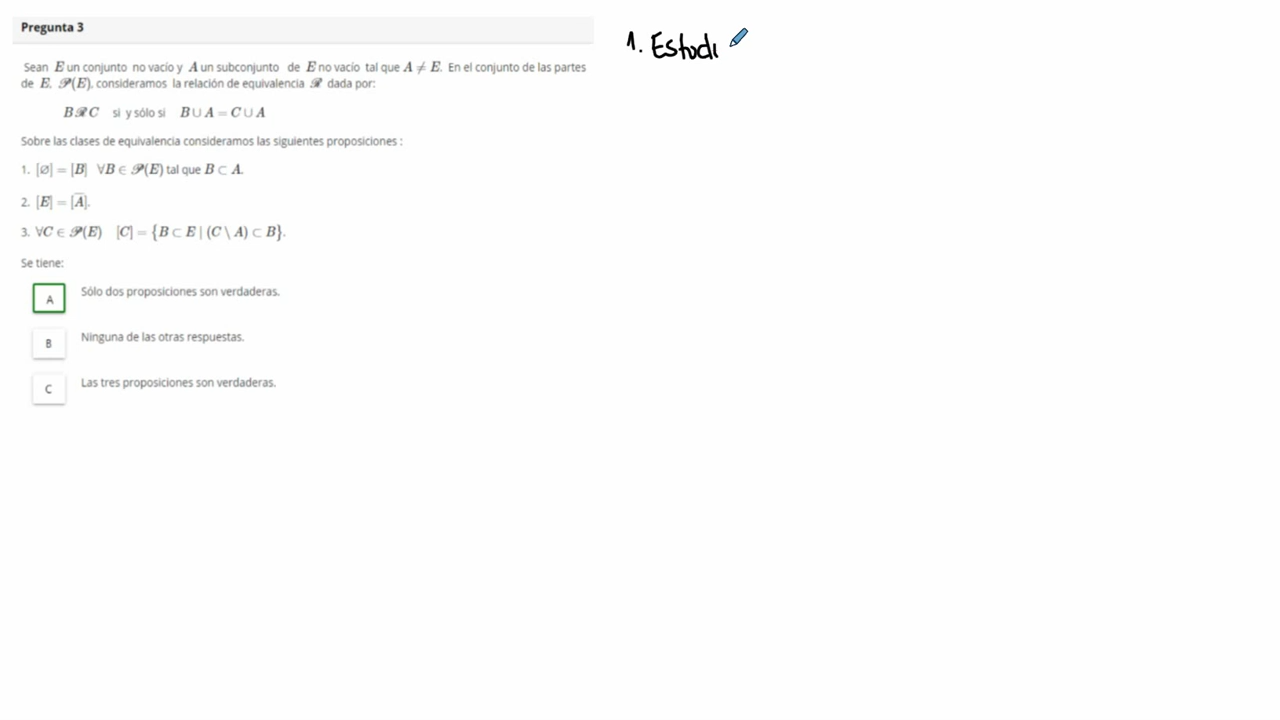 Pregunta 3
1. Estudi
Sean E un conjunto no vacío y A un subconjunto de E no vacío tal que A ≠ E. En el conjunto de las partes
de E, 𝒫(E), consideramos la relación de equivalencia ℛ dada por:
B ℛ C si y sólo si B ∪ A = C ∪ A
Sobre las clases de equivalencia consideramos las siguientes proposiciones :
1. [∅] = [B] ∀B ∈ 𝒫(E) tal que B ⊂ A.
2. [E] = [A̅].
3. ∀C ∈ 𝒫(E) [C] = {B ⊂ E | (C \ A) ⊂ B}.
Se tiene:
A Sólo dos proposiciones son verdaderas.
B Ninguna de las otras respuestas.
C Las tres proposiciones son verdaderas.